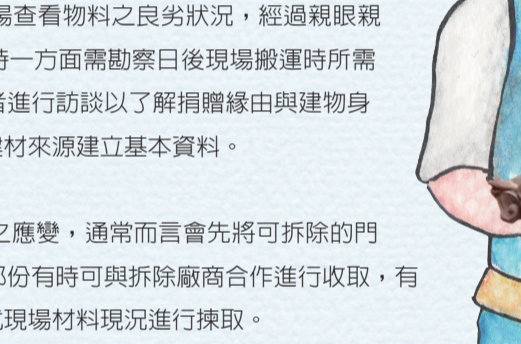 場查看物料之良劣狀況，經過親眼親
時一方面需勘察日後現場搬運時所需
者進行訪談以了解捐贈緣由與建物身
建材來源建立基本資料。
之應變，通常而言會先將可拆除的門
部份有時可與拆除廠商合作進行收取，有
現場材料現況進行揀取。